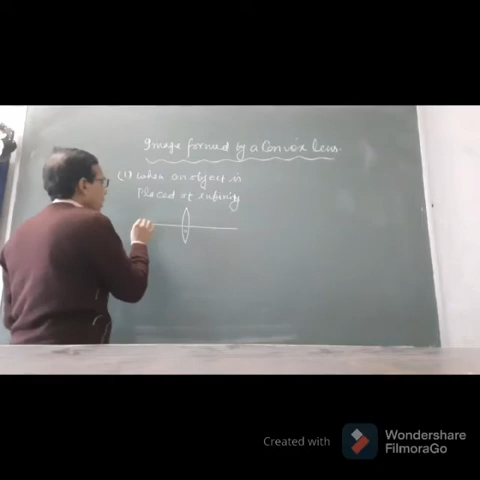 Image formed by a Convex lens.
(1) When an object is
Placed at infinity
Created with
Wondershare
FilmoraGo